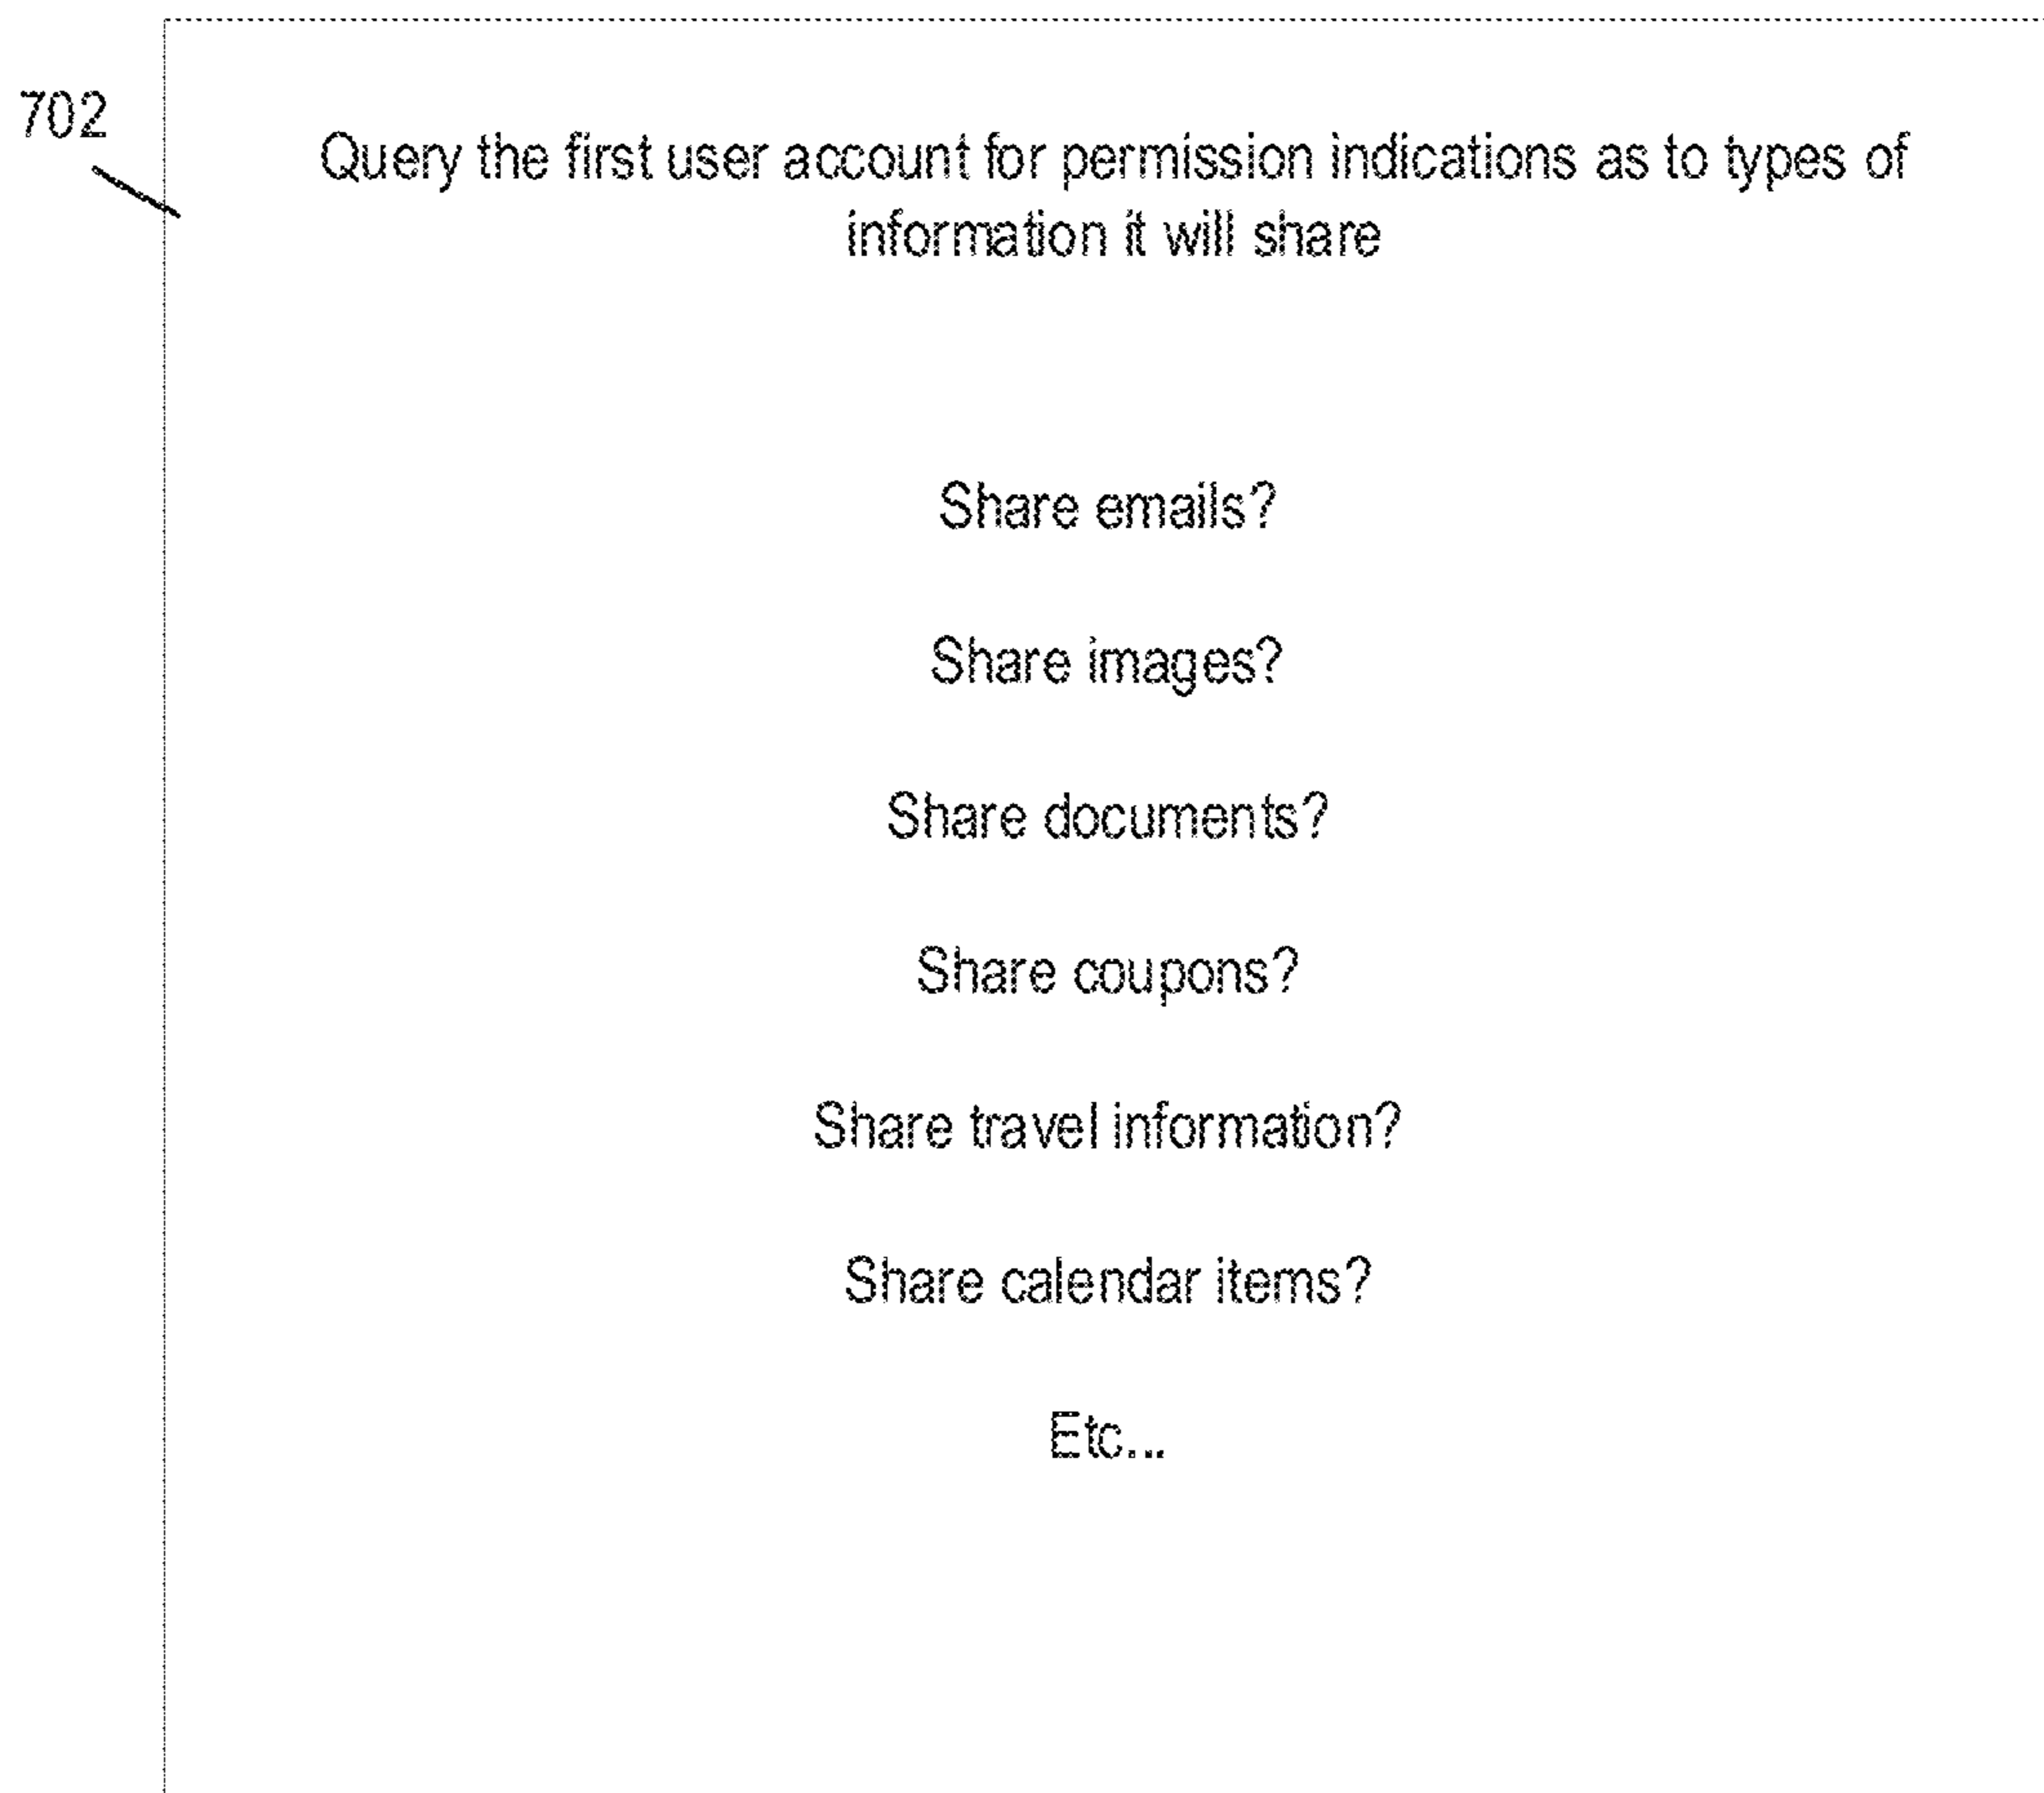 702
Query the first user account for permission indications as to types of
information it will share
Share emails?
Share images?
Share documents?
Share coupons?
Share travel information?
Share calendar items?
Etc...